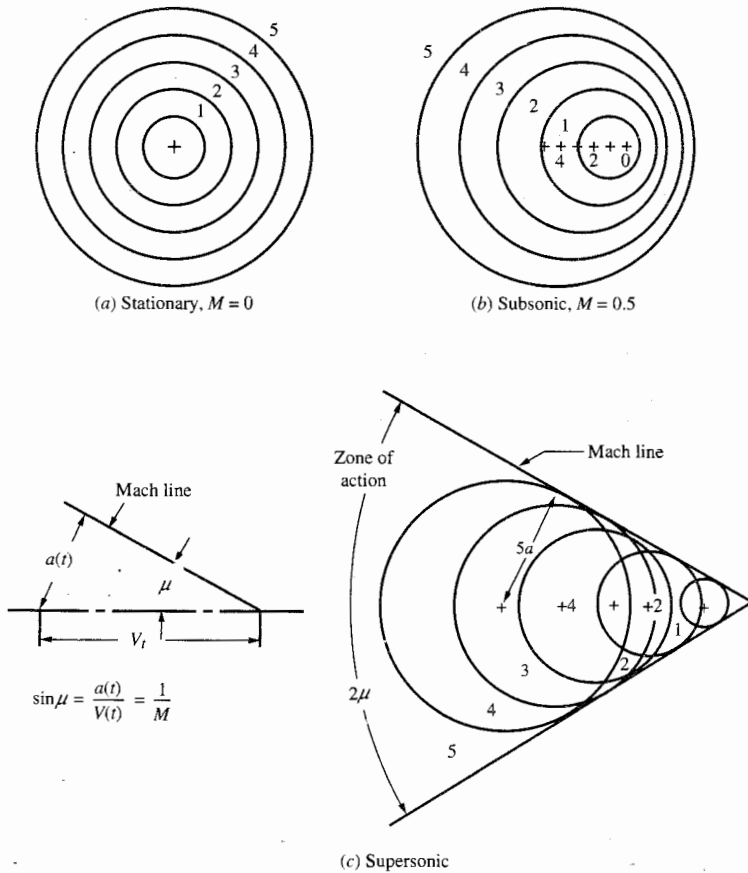 5
4
3
2
1
+
(a) Stationary, M = 0
5
4
3
2
1
+ + + + + +
4 2 0
(b) Subsonic, M = 0.5
Mach line
a(t)
μ
V_t
sin μ = a(t)/V(t) = 1/M
Zone of
action
Mach line
5a
+ +4 + +2 +
1
2
3
4
5
2μ
(c) Supersonic